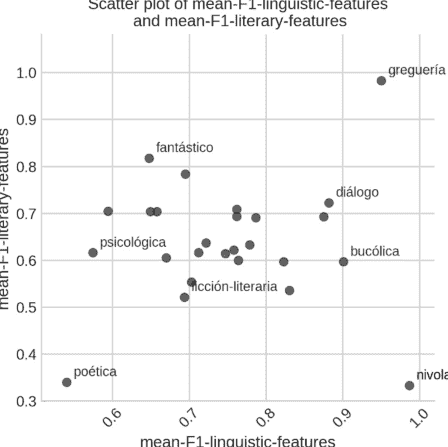 Scatter plot of mean-F1-linguistic-features
and mean-F1-literary-features
greguería
1.0
0.9
fantástico
0.8
diálogo
0.7
psicológica
bucólica
0.6
ficción-literaria
0.5
0.4
poética
nivola
0.3
mean-F1-literary-features
0.6
0.7
0.8
0.9
1.0
mean-F1-linguistic-features